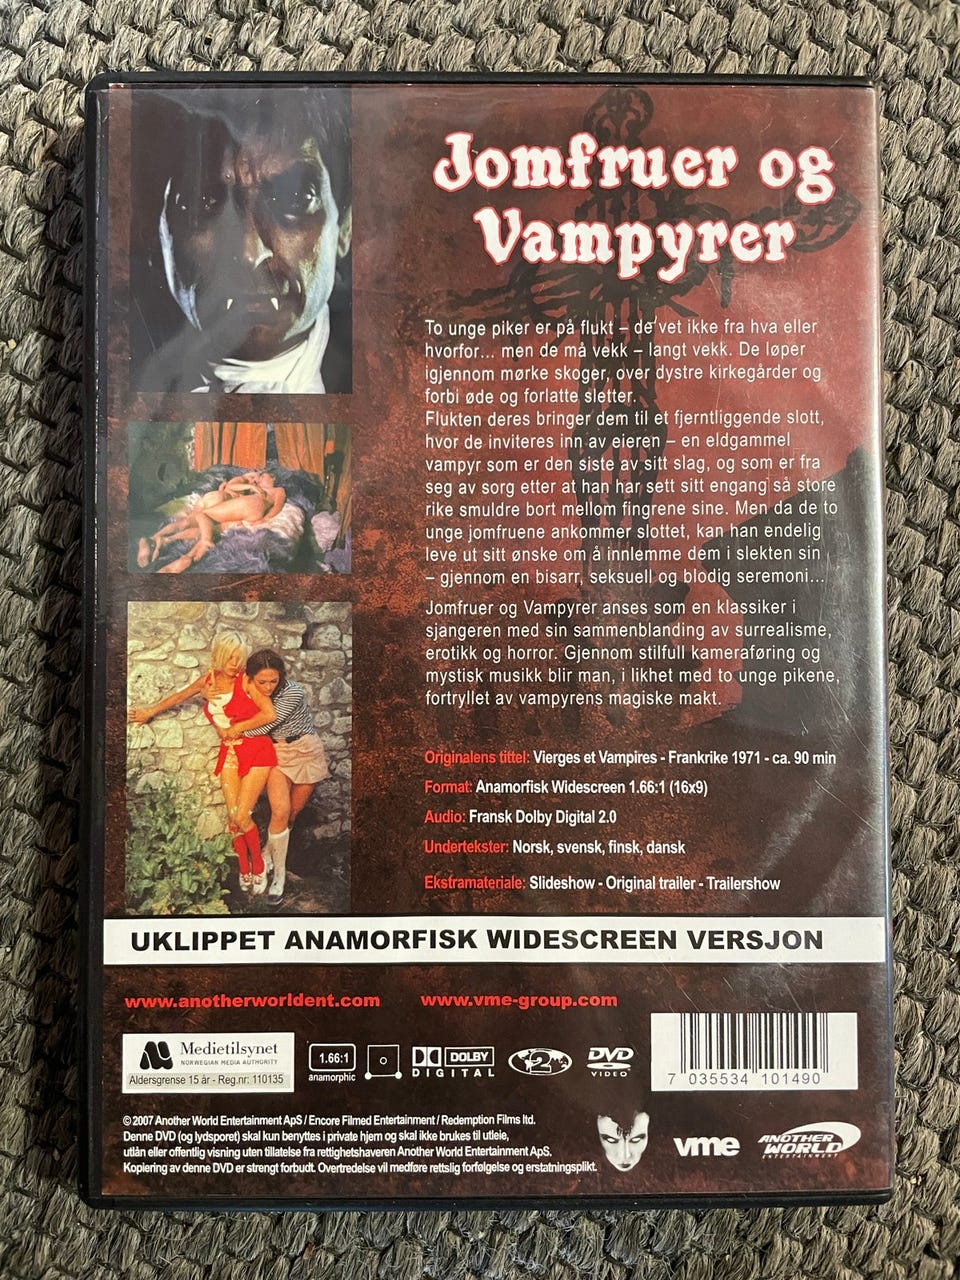 Jomfruer og
Vampyrer
To unge piker er på flukt – de vet ikke fra hva eller
hvorfor... men de må vekk – langt vekk. De løper
igjennom mørke skoger, over dystre kirkegårder og
forbi øde og forlatte sletter.
Flukten deres bringer dem til et fjerntliggende slott,
hvor de inviteres inn av eieren – en eldgammel
vampyr som er den siste av sitt slag, og som er fra
seg av sorg etter at han har sett sitt engang så store
rike smuldre bort mellom fingrene sine. Men da de to
unge jomfruene ankommer slottet, kan han endelig
leve ut sitt ønske om å innlemme dem i slekten sin
– gjennom en bisarr, seksuell og blodig seremoni...
Jomfruer og Vampyrer anses som en klassiker i
sjangeren med sin sammenblanding av surrealisme,
erotikk og horror. Gjennom stilfull kameraføring og
mystisk musikk blir man, i likhet med to unge pikene,
fortryllet av vampyrens magiske makt.
Originalens tittel: Vierges et Vampires - Frankrike 1971 - ca. 90 min
Format: Anamorfisk Widescreen 1.66:1 (16x9)
Audio: Fransk Dolby Digital 2.0
Undertekster: Norsk, svensk, finsk, dansk
Ekstramateriale: Slideshow - Original trailer - Trailershow
UKLIPPET ANAMORFISK WIDESCREEN VERSJON
www.anotherworldent.com www.vme-group.com
Medietilsynet
NORWEGIAN MEDIA AUTHORITY
Aldersgrense 15 år - Reg.nr: 110135
1.66:1
anamorphic
DOLBY
DIGITAL
2
DVD
VIDEO
7 035534 101490
© 2007 Another World Entertainment ApS / Encore Filmed Entertainment / Redemption Films ltd.
Denne DVD (og lydsporet) skal kun benyttes i private hjem og skal ikke brukes til utleie,
utlån eller offentlig visning uten tillatelse fra rettighetshaveren Another World Entertainment ApS.
Kopiering av denne DVD er strengt forbudt. Overtredelse vil medføre rettslig forfølgelse og erstatningsplikt.
vme
ANOTHER
WORLD
ENTERTAINMENT